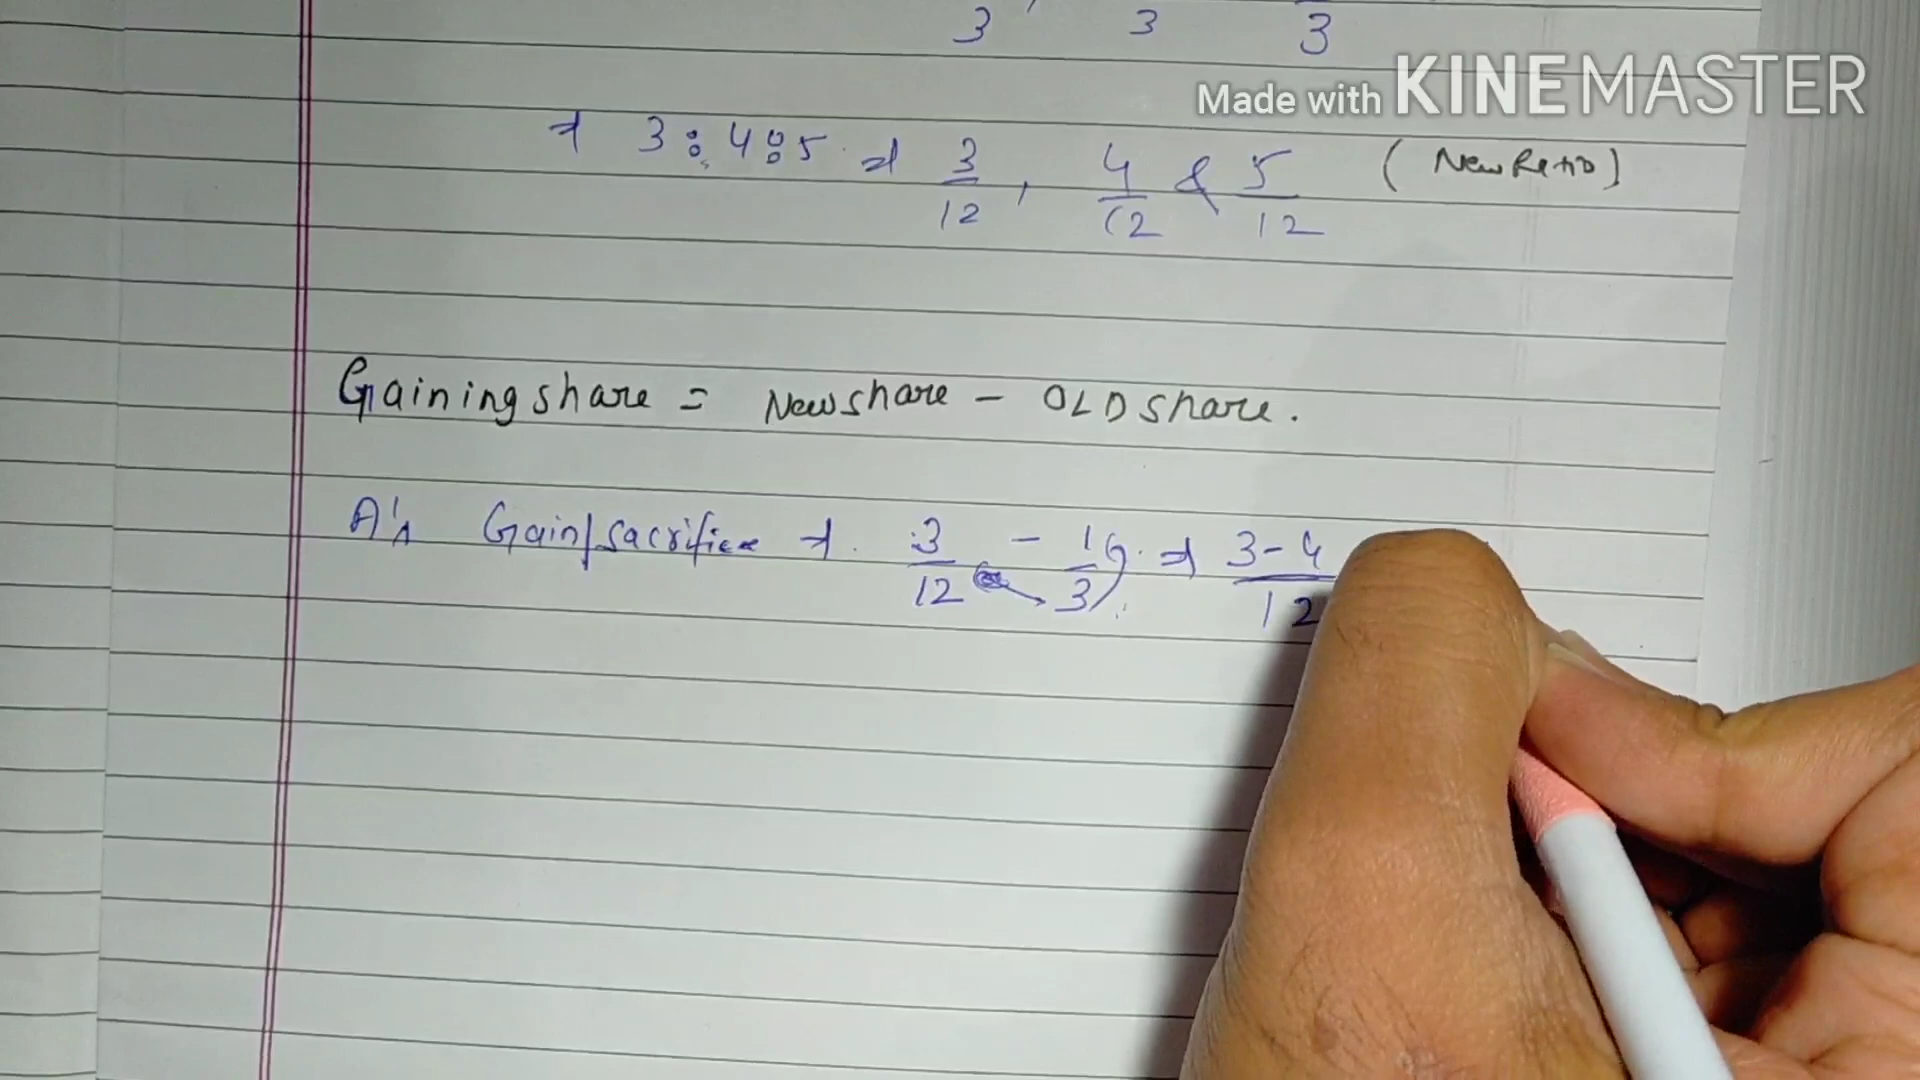 3 , 3 3
Made with KINEMASTER
⇒ 3:4:5 ⇒ 3/12, 4/12 & 5/12 (New Ratio)
Gaining share = New share - OLD share.
A's Gain/sacrifice ⇒ 3/12 - 1/3 ⇒ 3-4/12